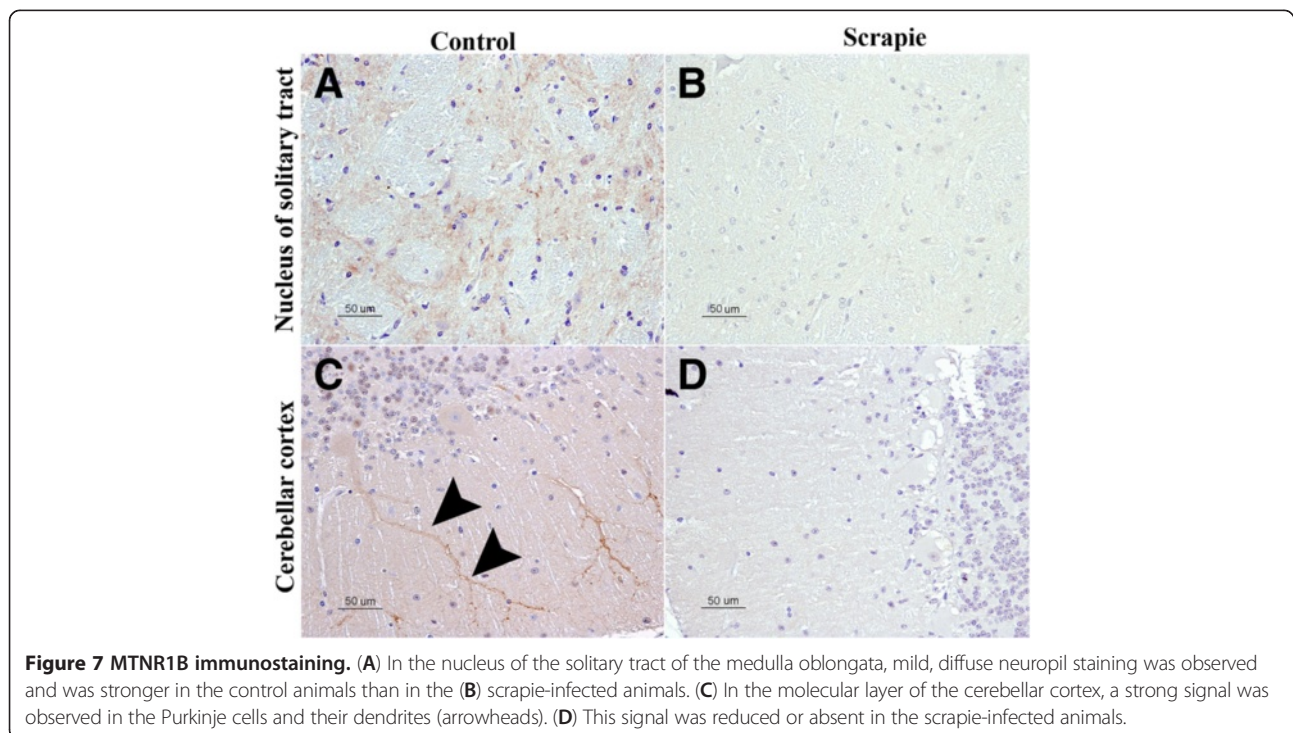 Control
Scrapie
Nucleus of solitary tract
A
B
50 um
50 um
Cerebellar cortex
C
D
50 um
50 um
Figure 7 MTNR1B immunostaining. (A) In the nucleus of the solitary tract of the medulla oblongata, mild, diffuse neuropil staining was observed
and was stronger in the control animals than in the (B) scrapie-infected animals. (C) In the molecular layer of the cerebellar cortex, a strong signal was
observed in the Purkinje cells and their dendrites (arrowheads). (D) This signal was reduced or absent in the scrapie-infected animals.